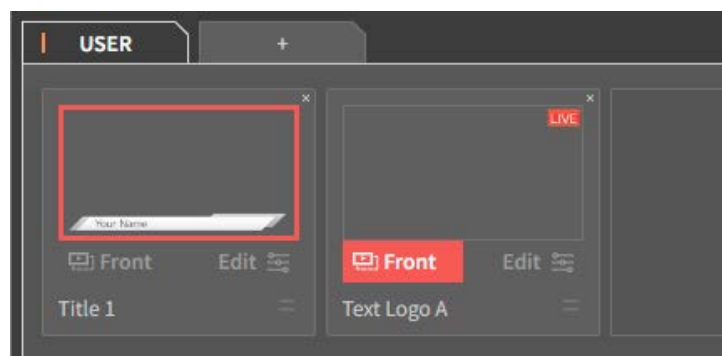 USER
+
×
×
LIVE
Your Name
Front
Edit
Front
Edit
Title 1
Text Logo A